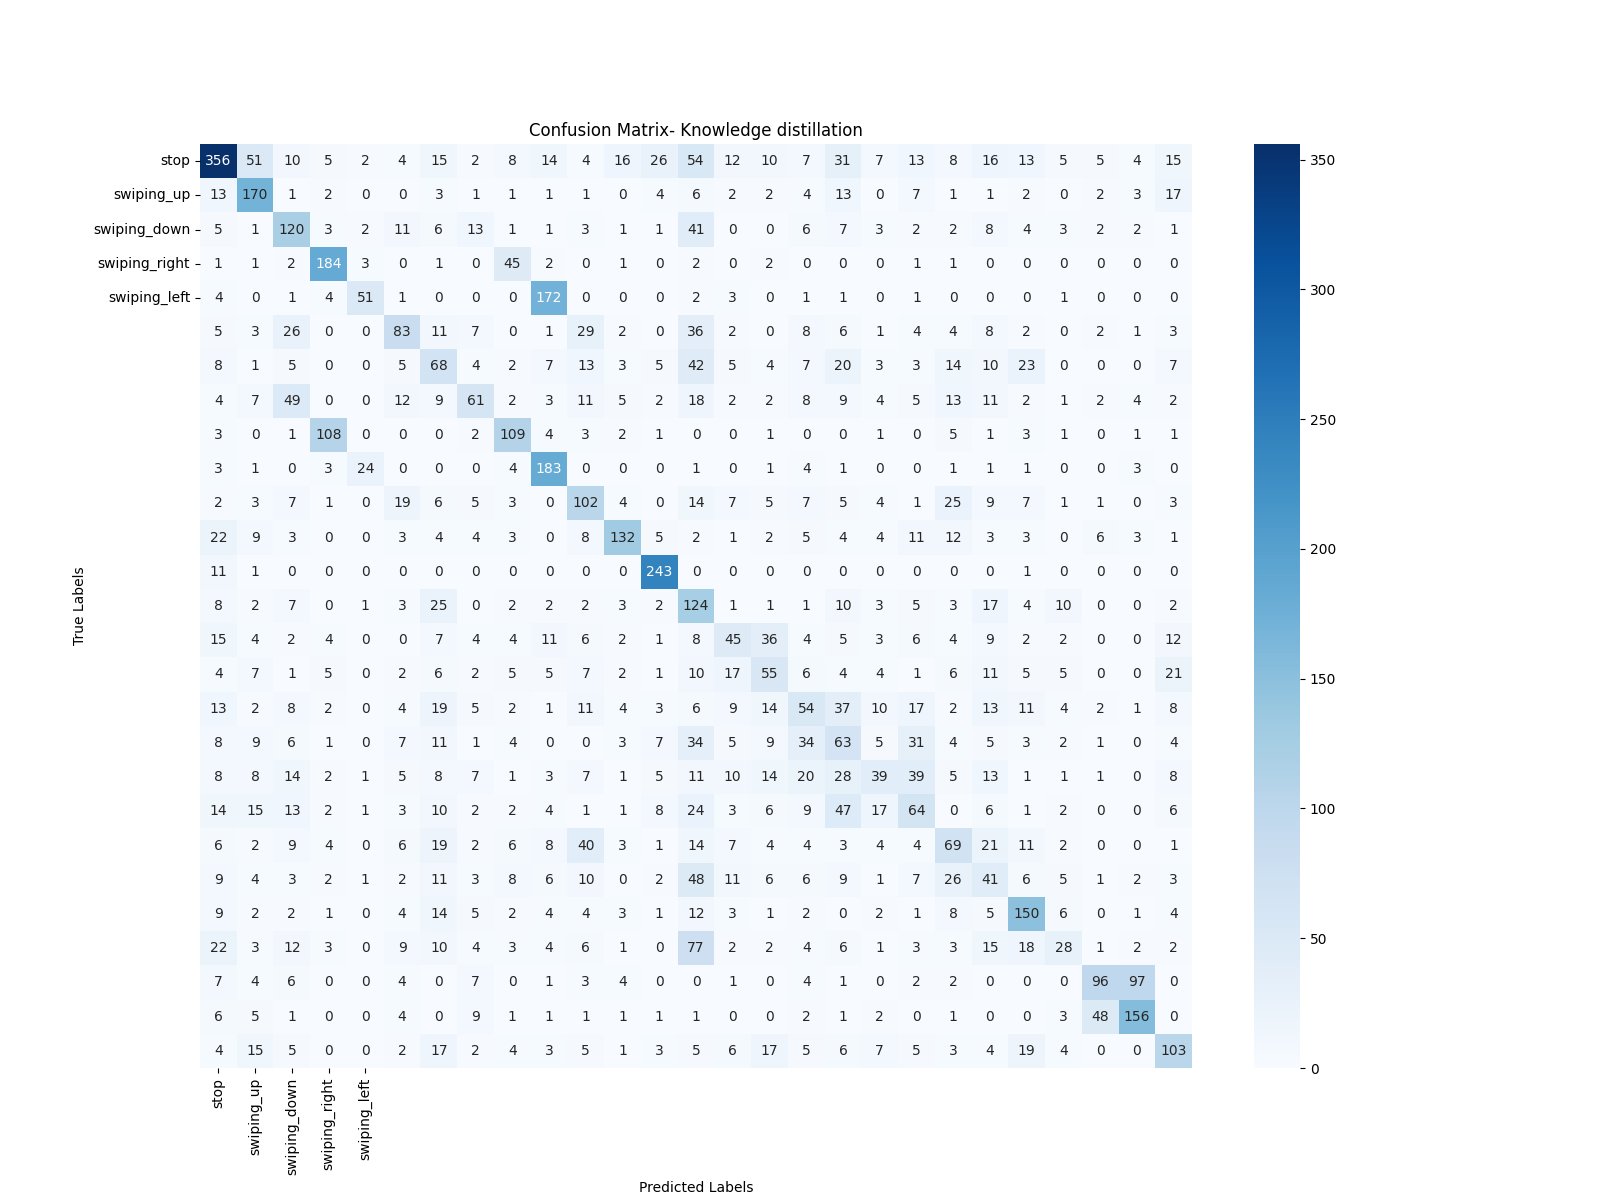 Confusion Matrix- Knowledge distillation
stop 356 51 10 5 2 4 15 2 8 14 4 16 26 54 12 10 7 31 7 13 8 16 13 5 5 4 15
swiping_up 13 170 1 2 0 0 3 1 1 1 1 0 4 6 2 2 4 13 0 7 1 1 2 0 2 3 17
swiping_down 5 1 120 3 2 11 6 13 1 1 3 1 1 41 0 0 6 7 3 2 2 8 4 3 2 2 1
swiping_right 1 1 2 184 3 0 1 0 45 2 0 1 0 2 0 2 0 0 0 1 1 0 0 0 0 0 0
swiping_left 4 0 1 4 51 1 0 0 0 172 0 0 0 2 3 0 1 1 0 1 0 0 0 1 0 0 0
5 3 26 0 0 83 11 7 0 1 29 2 0 36 2 0 8 6 1 4 4 8 2 0 2 1 3
8 1 5 0 0 5 68 4 2 7 13 3 5 42 5 4 7 20 3 3 14 10 23 0 0 0 7
4 7 49 0 0 12 9 61 2 3 11 5 2 18 2 2 8 9 4 5 13 11 2 1 2 4 2
3 0 1 108 0 0 0 2 109 4 3 2 1 0 0 1 0 0 1 0 5 1 3 1 0 1 1
3 1 0 3 24 0 0 0 4 183 0 0 0 1 0 1 4 1 0 0 1 1 1 0 0 3 0
2 3 7 1 0 19 6 5 3 0 102 4 0 14 7 5 7 5 4 1 25 9 7 1 1 0 3
22 9 3 0 0 3 4 4 3 0 8 132 5 2 1 2 5 4 4 11 12 3 3 0 6 3 1
11 1 0 0 0 0 0 0 0 0 0 0 243 0 0 0 0 0 0 0 0 0 1 0 0 0 0
8 2 7 0 1 3 25 0 2 2 2 3 2 124 1 1 1 10 3 5 3 17 4 10 0 0 2
15 4 2 4 0 0 7 4 4 11 6 2 1 8 45 36 4 5 3 6 4 9 2 2 0 0 12
4 7 1 5 0 2 6 2 5 5 7 2 1 10 17 55 6 4 4 1 6 11 5 5 0 0 21
13 2 8 2 0 4 19 5 2 1 11 4 3 6 9 14 54 37 10 17 2 13 11 4 2 1 8
8 9 6 1 0 7 11 1 4 0 0 3 7 34 5 9 34 63 5 31 4 5 3 2 1 0 4
8 8 14 2 1 5 8 7 1 3 7 1 5 11 10 14 20 28 39 39 5 13 1 1 1 0 8
14 15 13 2 1 3 10 2 2 4 1 1 8 24 3 6 9 47 17 64 0 6 1 2 0 0 6
6 2 9 4 0 6 19 2 6 8 40 3 1 14 7 4 4 3 4 4 69 21 11 2 0 0 1
9 4 3 2 1 2 11 3 8 6 10 0 2 48 11 6 6 9 1 7 26 41 6 5 1 2 3
9 2 2 1 0 4 14 5 2 4 4 3 1 12 3 1 2 0 2 1 8 5 150 6 0 1 4
22 3 12 3 0 9 10 4 3 4 6 1 0 77 2 2 4 6 1 3 3 15 18 28 1 2 2
7 4 6 0 0 4 0 7 0 1 3 4 0 0 1 0 4 1 0 2 2 0 0 0 96 97 0
6 5 1 0 0 4 0 9 1 1 1 1 1 1 0 0 2 1 2 0 1 0 0 3 48 156 0
4 15 5 0 0 2 17 2 4 3 5 1 3 5 6 17 5 6 7 5 3 4 19 4 0 0 103
True Labels
stop
swiping_up
swiping_down
swiping_right
swiping_left
Predicted Labels
350
300
250
200
150
100
50
0